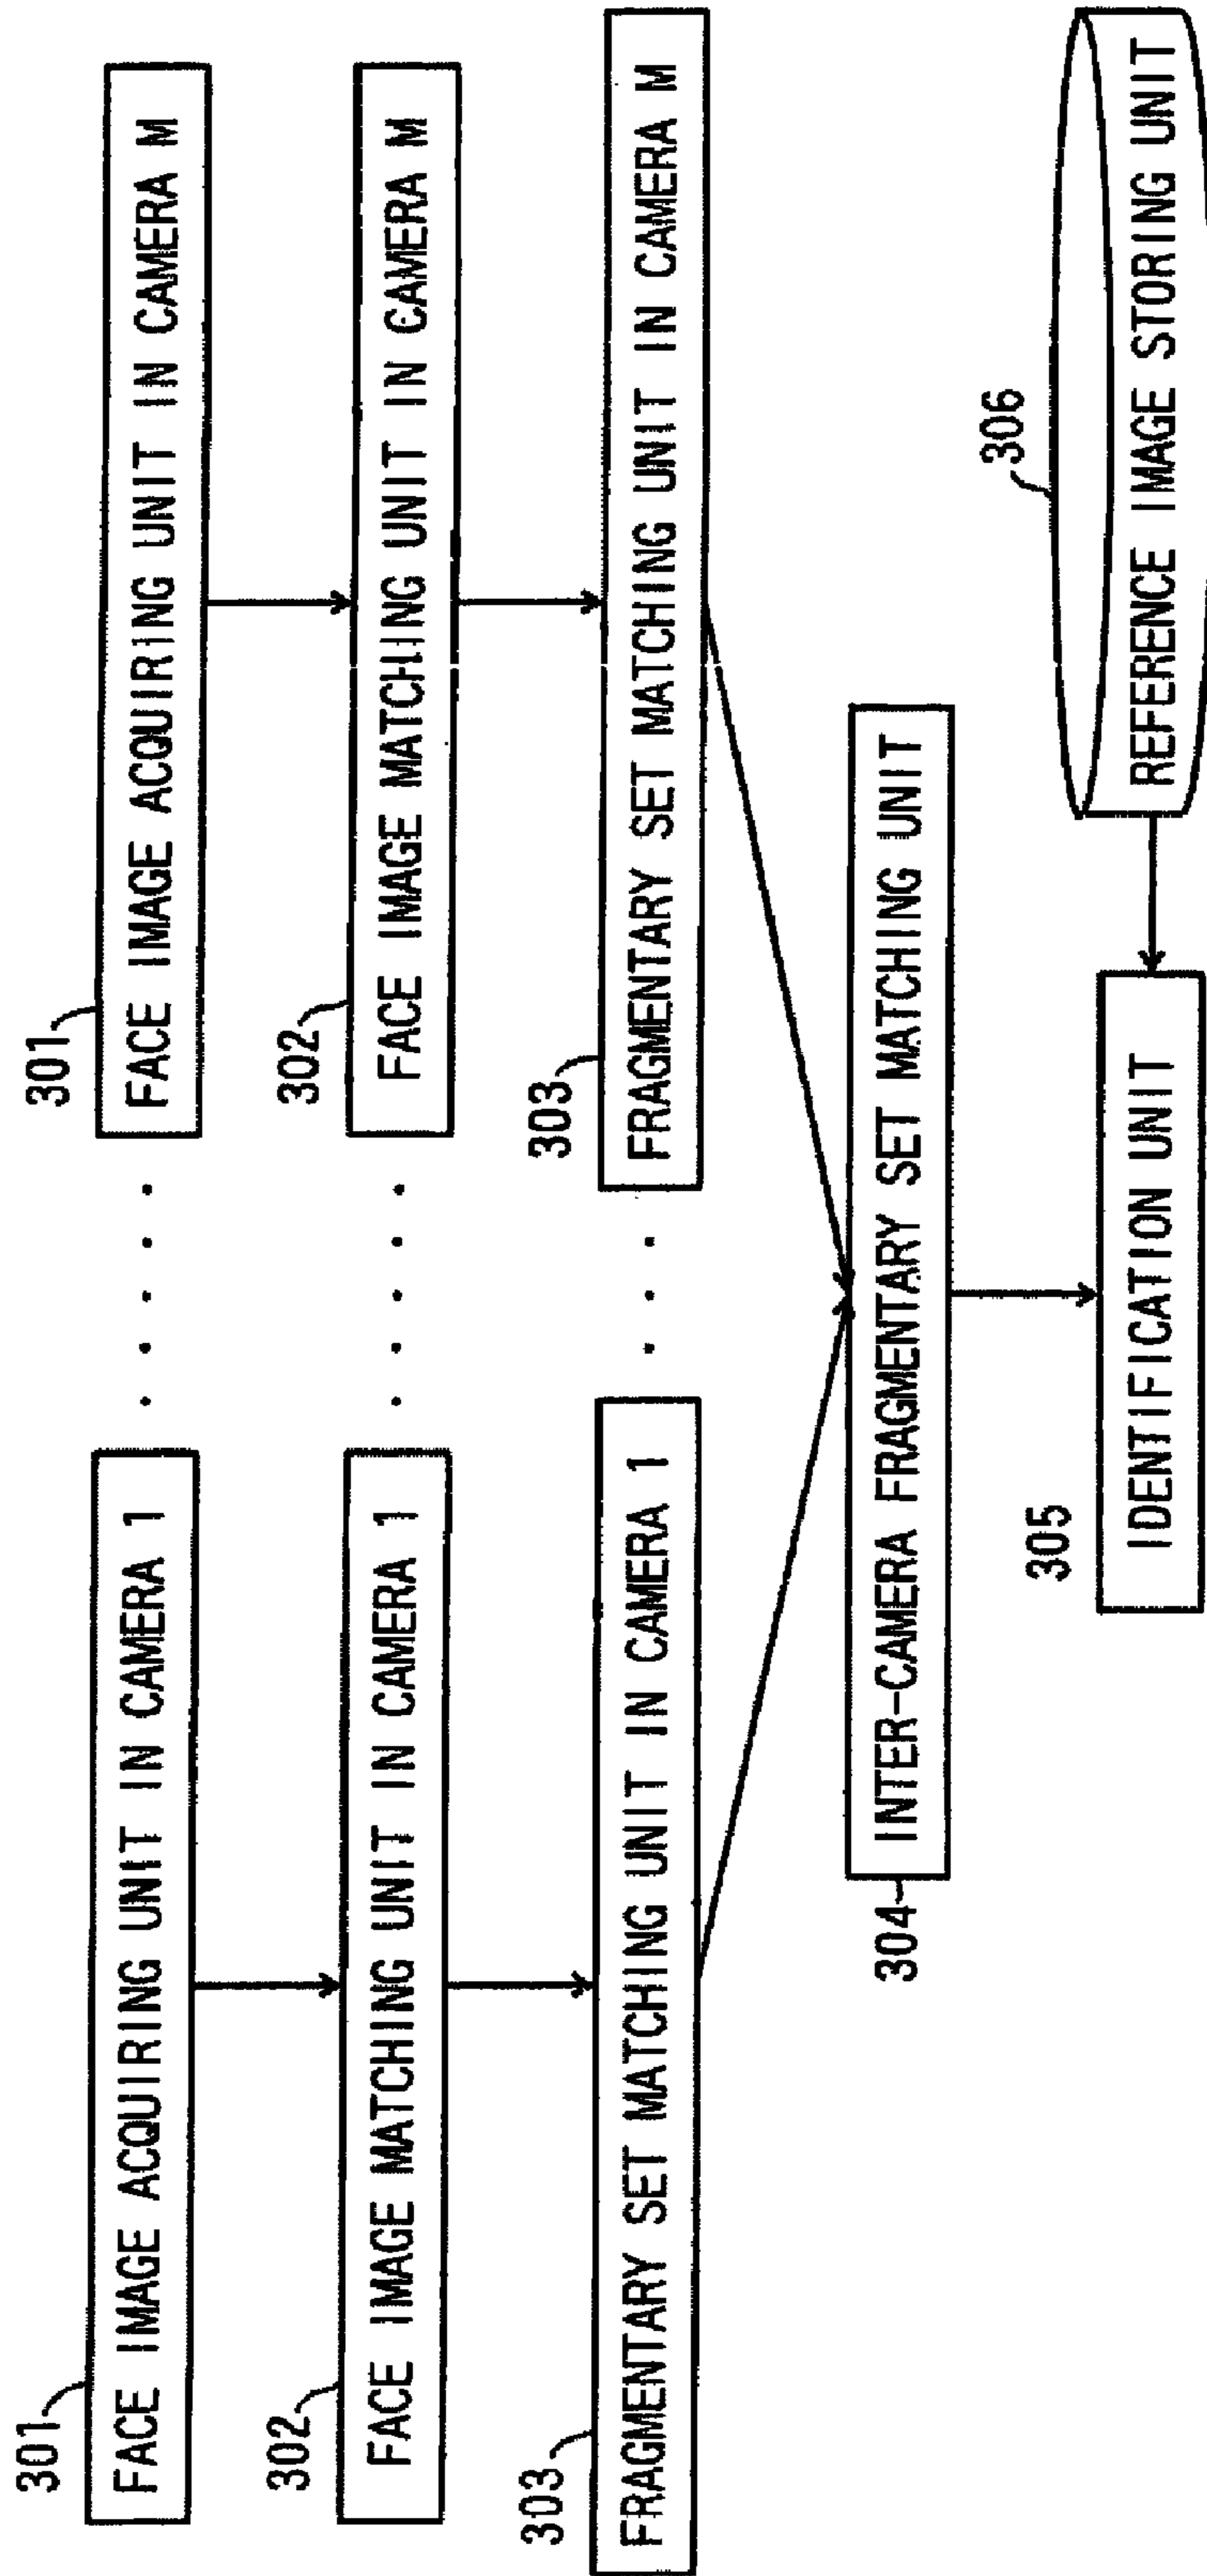 301
301
FACE IMAGE ACQUIRING UNIT IN CAMERA 1
FACE IMAGE ACQUIRING UNIT IN CAMERA M
302
302
FACE IMAGE MATCHING UNIT IN CAMERA 1
FACE IMAGE MATCHING UNIT IN CAMERA M
303
303
FRAGMENTARY SET MATCHING UNIT IN CAMERA 1
FRAGMENTARY SET MATCHING UNIT IN CAMERA M
304
INTER-CAMERA FRAGMENTARY SET MATCHING UNIT
305
306
IDENTIFICATION UNIT
REFERENCE IMAGE STORING UNIT